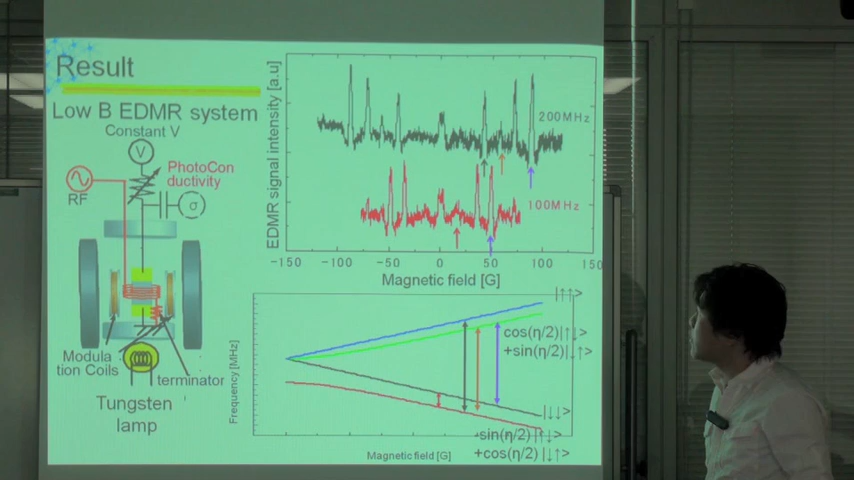 Result
Low B EDMR system
Constant V
V
PhotoCon
ductivity
RF
σ
Modula
tion Coils
terminator
Tungsten
lamp
EDMR signal intensity [a.u]
200MHz
100MHz
-150 -100 -50 0 50 100 150
Magnetic field [G]
Frequency [MHz]
|↑↑>
cos(η/2)|↑↓>
+sin(η/2)|↓↑>
|↓↓>
-sin(η/2)|↑↓>
+cos(η/2)|↓↑>
Magnetic field [G]